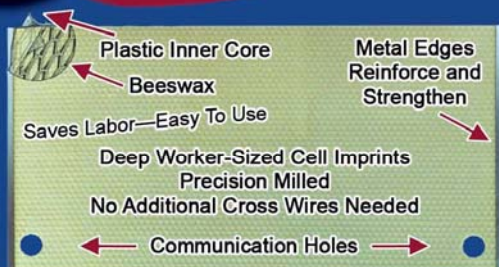 Plastic Inner Core
Beeswax
Metal Edges
Reinforce and
Strengthen
Saves Labor—Easy To Use
Deep Worker-Sized Cell Imprints
Precision Milled
No Additional Cross Wires Needed
Communication Holes